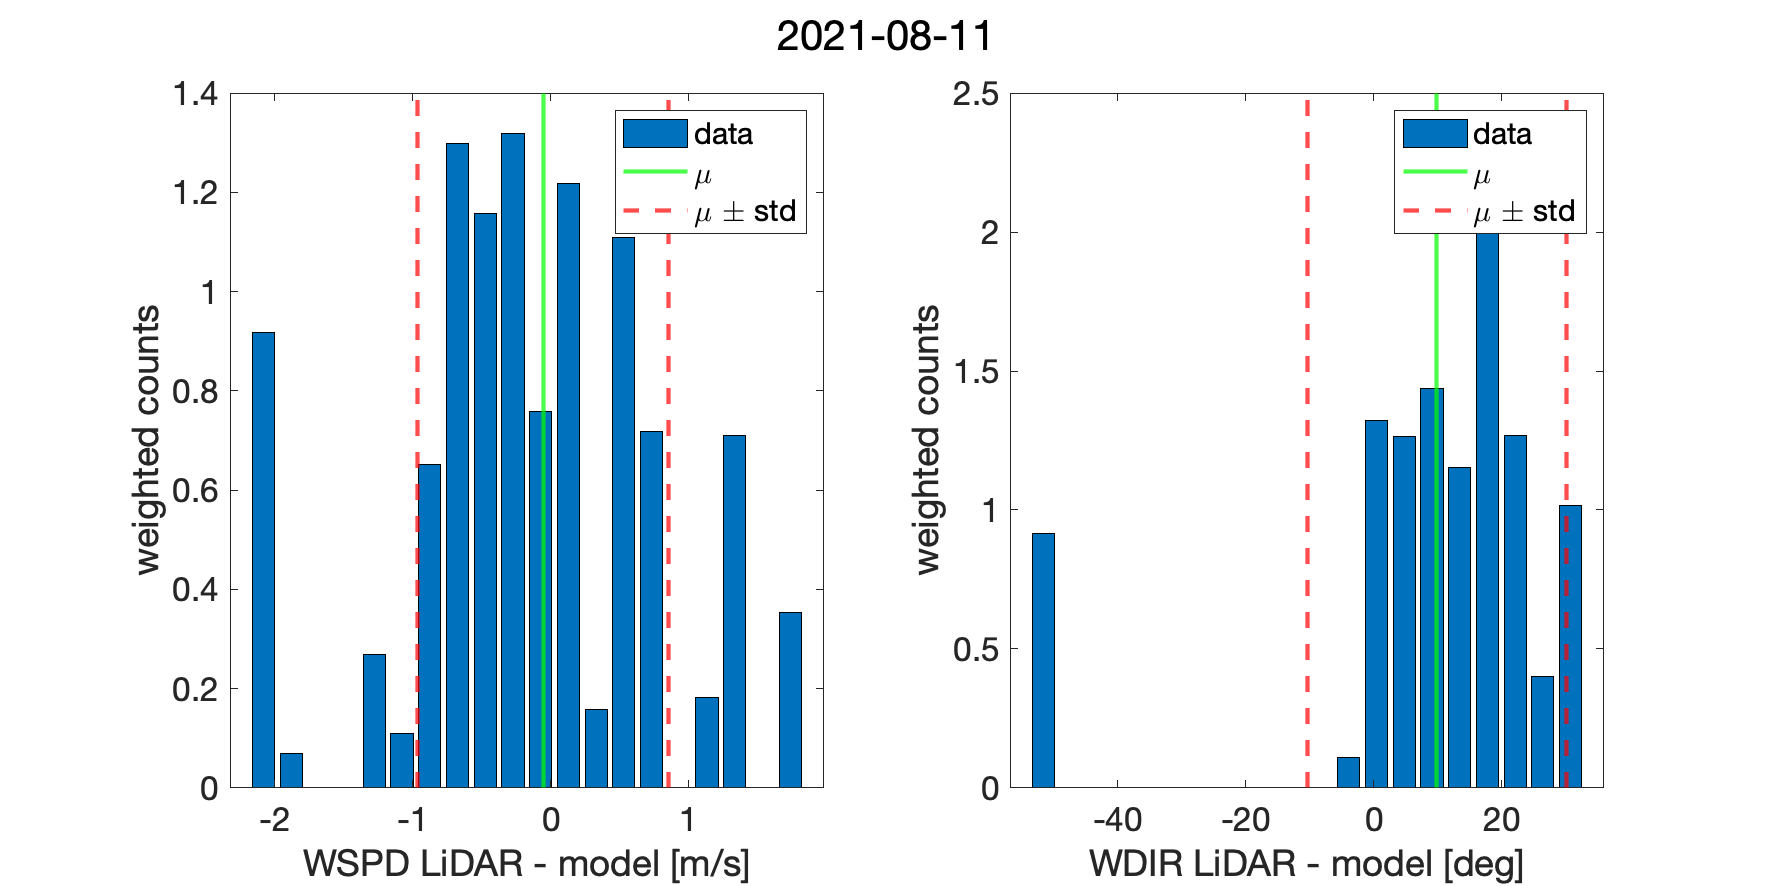 2021-08-11
1.4
1.2
1
0.8
0.6
0.4
0.2
0
weighted counts
-2
-1
0
1
WSPD LiDAR - model [m/s]
data
μ
μ ± std
2.5
2
1.5
1
0.5
0
weighted counts
-40
-20
0
20
WDIR LiDAR - model [deg]
data
μ
μ ± std